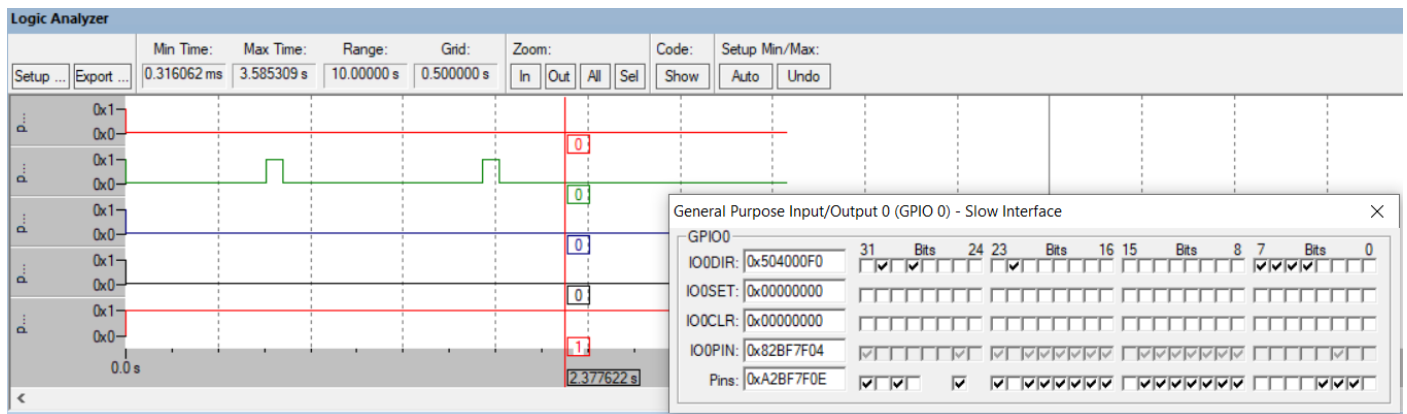 Logic Analyzer
Min Time: Max Time: Range: Grid: Zoom: Code: Setup Min/Max:
Setup ... Export ... 0.316062 ms 3.585309 s 10.00000 s 0.500000 s In Out All Sel Show Auto Undo
p... 0x1
0x0 0
p... 0x1
0x0 0
p... 0x1
0x0 0
p... 0x1
0x0 0
p... 0x1
0x0 1
0.0 s 2.377622 s
General Purpose Input/Output 0 (GPIO 0) - Slow Interface
GPIO0
31 Bits 24 23 Bits 16 15 Bits 8 7 Bits 0
IO0DIR: 0x504000F0
IO0SET: 0x00000000
IO0CLR: 0x00000000
IO0PIN: 0x82BF7F04
Pins: 0xA2BF7F0E